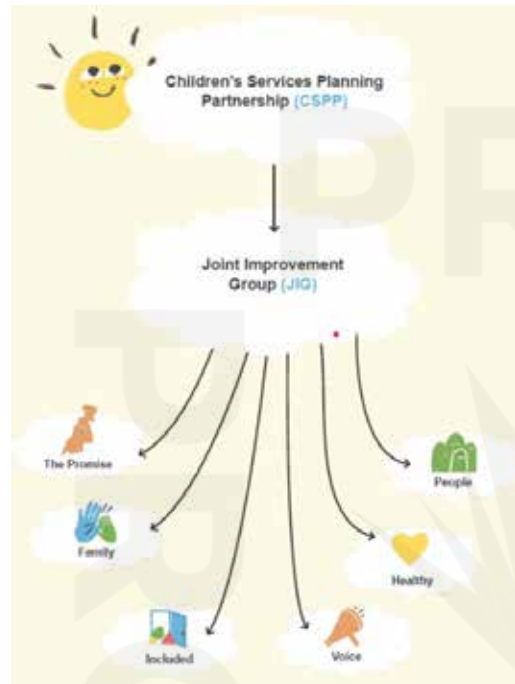 Children's Services Planning
Partnership (CSPP)
Joint Improvement
Group (JIG)
The Promise
People
Family
Healthy
Included
Voice